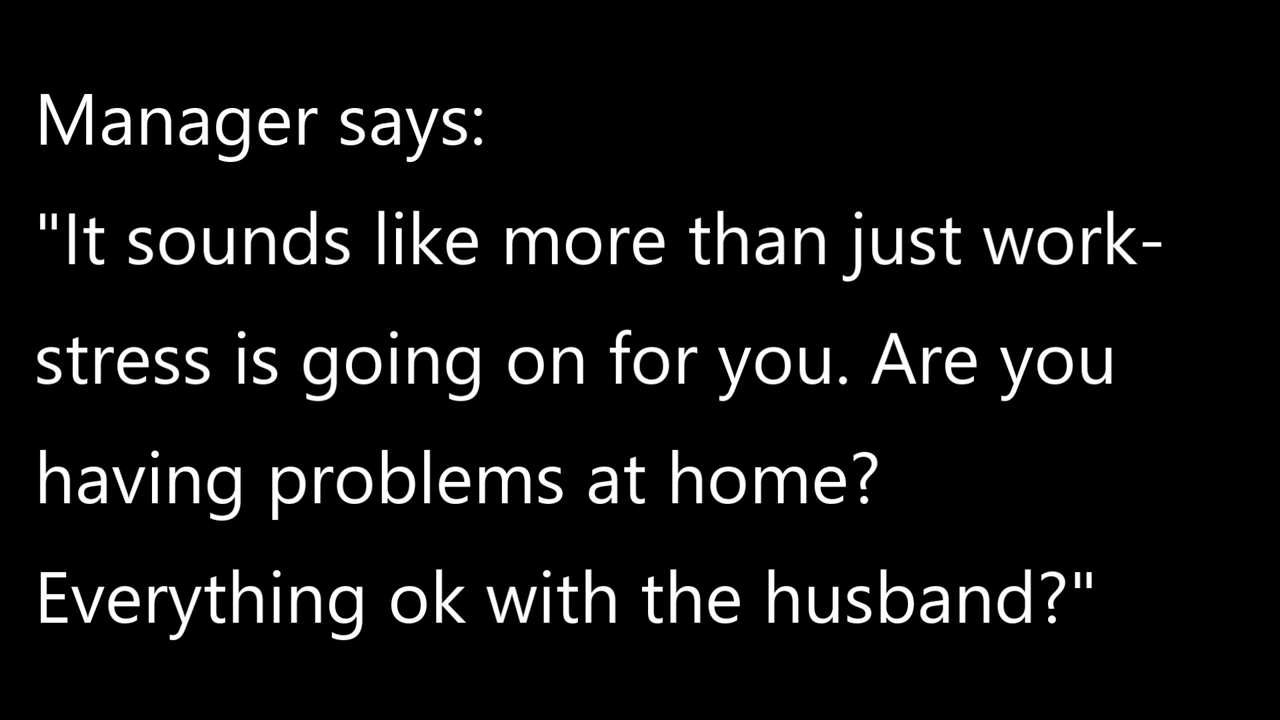 Manager says:
"It sounds like more than just work-
stress is going on for you. Are you
having problems at home?
Everything ok with the husband?"